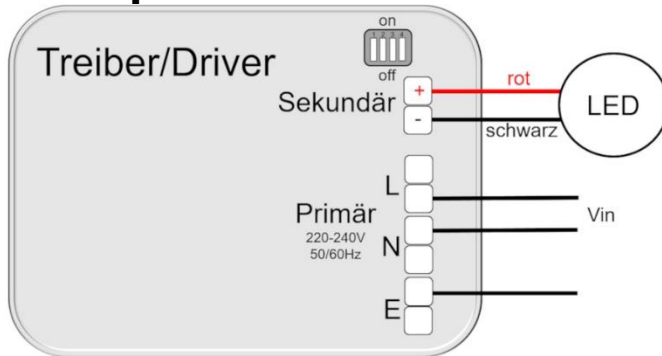 on
1 2 3 4
off
Treiber/Driver
Sekundär
+
-
rot
schwarz
LED
L
Primär
220-240V
50/60Hz
N
E
Vin